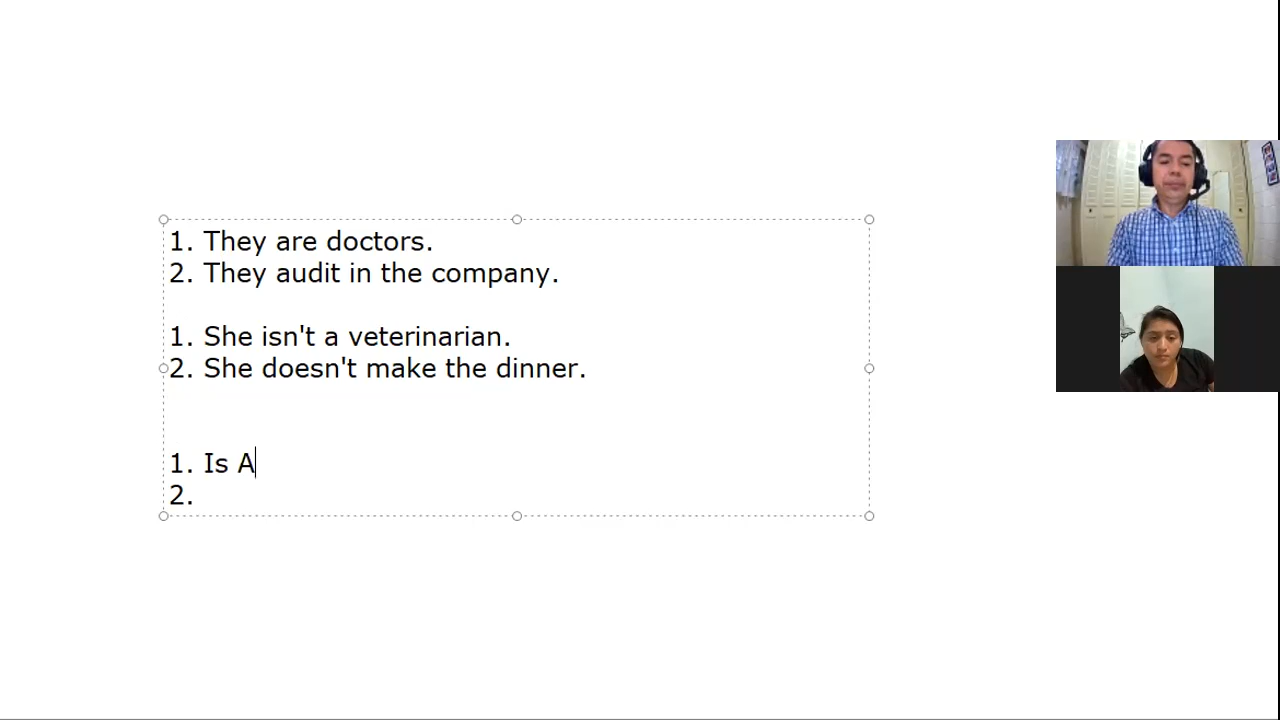 1. They are doctors.
2. They audit in the company.
1. She isn't a veterinarian.
2. She doesn't make the dinner.
1. Is A
2.